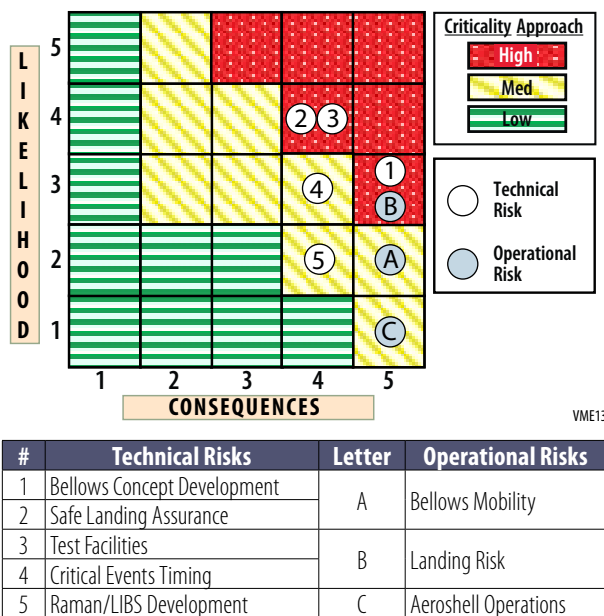 Criticality Approach
High
Med
Low
LIKELIHOOD
5
4
3
2
1
2 3
1
4
B
5
A
C
Technical
Risk
Operational
Risk
1 2 3 4 5
CONSEQUENCES
VME13
# Technical Risks Letter Operational Risks
1 Bellows Concept Development A Bellows Mobility
2 Safe Landing Assurance
3 Test Facilities B Landing Risk
4 Critical Events Timing
5 Raman/LIBS Development C Aeroshell Operations